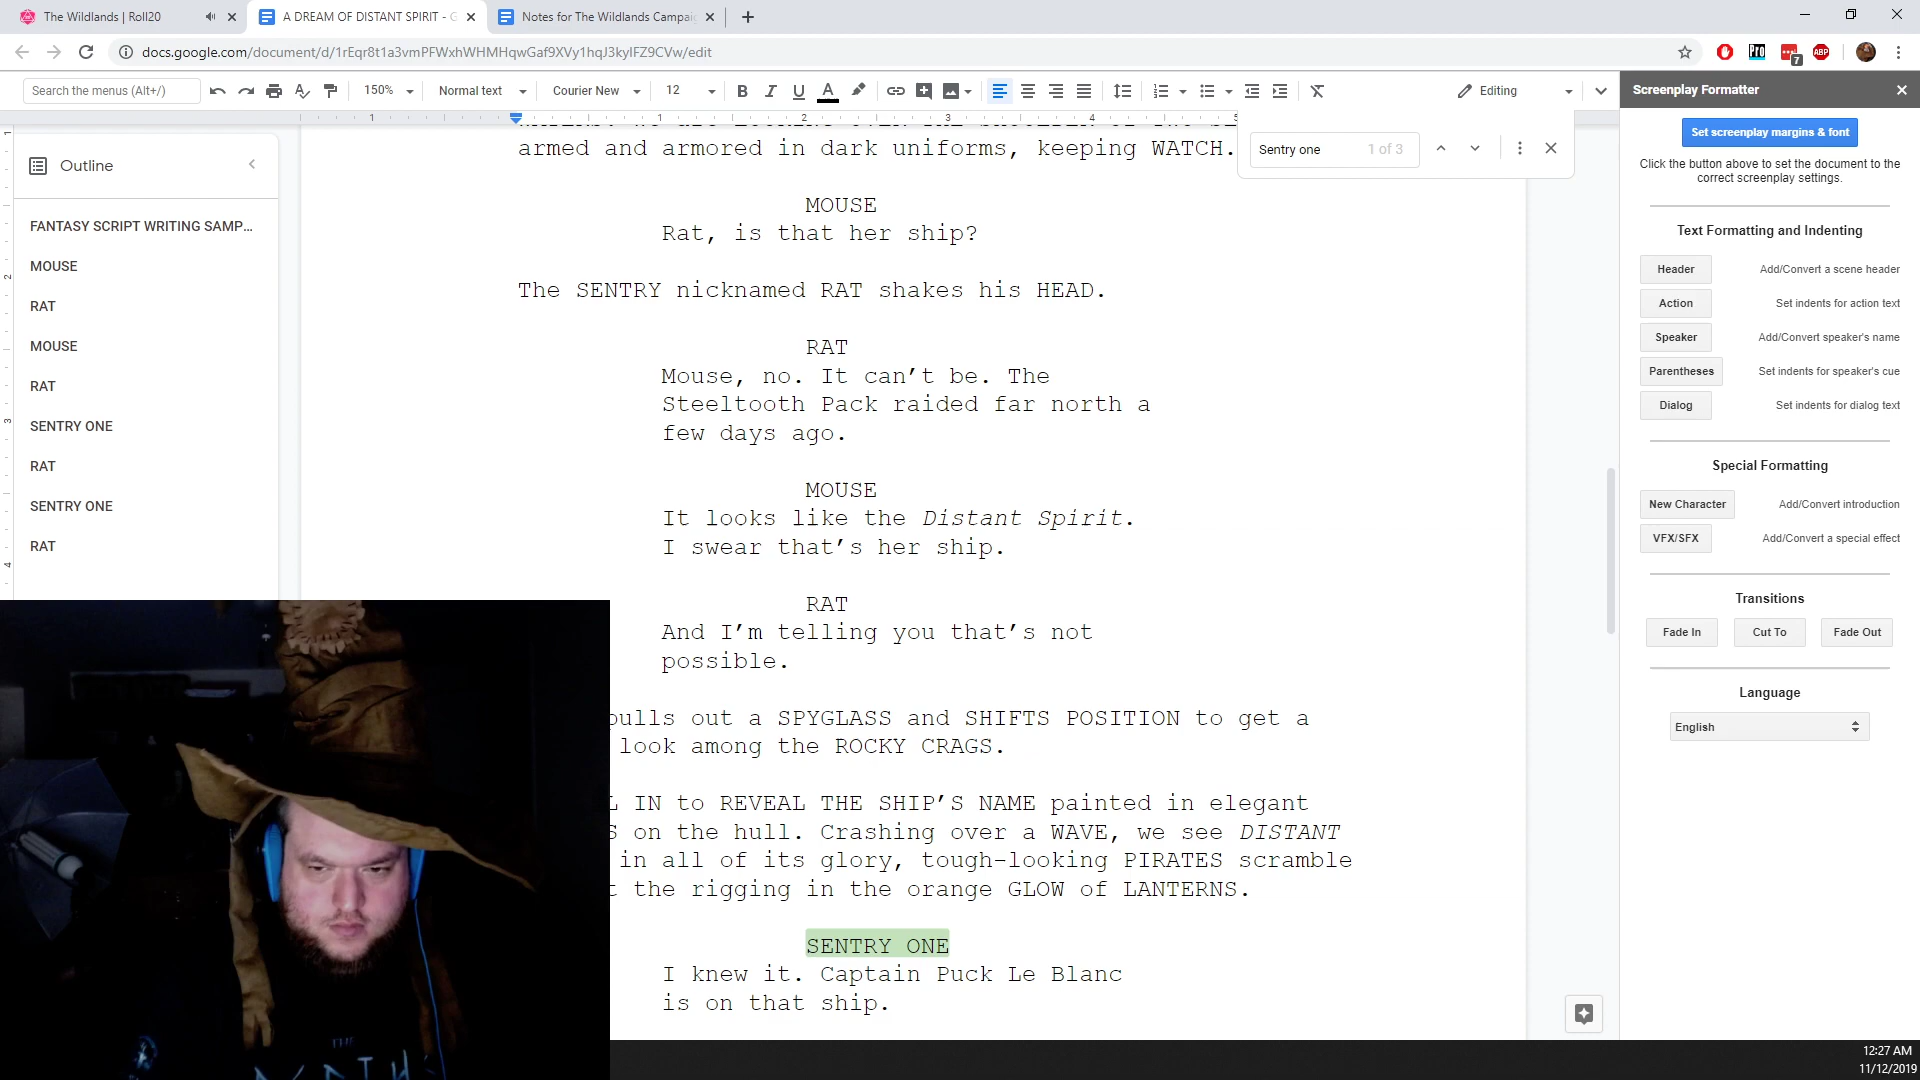 The Wildlands | Roll20
A DREAM OF DISTANT SPIRIT - G
Notes for The Wildlands Campai
docs.google.com/document/d/1rEqr8t1a3vmPFWxhWHMHqwGaf9XVy1hqJ3kyIFZ9CVw/edit
7
ABP
Search the menus (Alt+/)
150%
Normal text
Courier New
12
Editing
Screenplay Formatter
Sentry one
1 of 3
Outline
FANTASY SCRIPT WRITING SAMP...
MOUSE
RAT
MOUSE
RAT
SENTRY ONE
RAT
SENTRY ONE
RAT
armed and armored in dark uniforms, keeping WATCH.
MOUSE
Rat, is that her ship?
The SENTRY nicknamed RAT shakes his HEAD.
RAT
Mouse, no. It can’t be. The
Steeltooth Pack raided far north a
few days ago.
MOUSE
It looks like the Distant Spirit.
I swear that’s her ship.
RAT
And I’m telling you that’s not
possible.
pulls out a SPYGLASS and SHIFTS POSITION to get a
look among the ROCKY CRAGS.
IN to REVEAL THE SHIP’S NAME painted in elegant
on the hull. Crashing over a WAVE, we see DISTANT
in all of its glory, tough-looking PIRATES scramble
the rigging in the orange GLOW of LANTERNS.
SENTRY ONE
I knew it. Captain Puck Le Blanc
is on that ship.
Set screenplay margins & font
Click the button above to set the document to the
correct screenplay settings.
Text Formatting and Indenting
Header Add/Convert a scene header
Action Set indents for action text
Speaker Add/Convert speaker's name
Parentheses Set indents for speaker's cue
Dialog Set indents for dialog text
Special Formatting
New Character Add/Convert introduction
VFX/SFX Add/Convert a special effect
Transitions
Fade In Cut To Fade Out
Language
English
THE
12:27 AM
11/12/2019